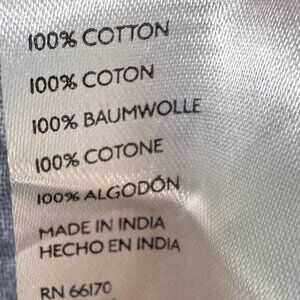 100% COTTON
100% COTON
100% BAUMWOLLE
100% COTONE
100% ALGODÓN
MADE IN INDIA
HECHO EN INDIA
RN 66170